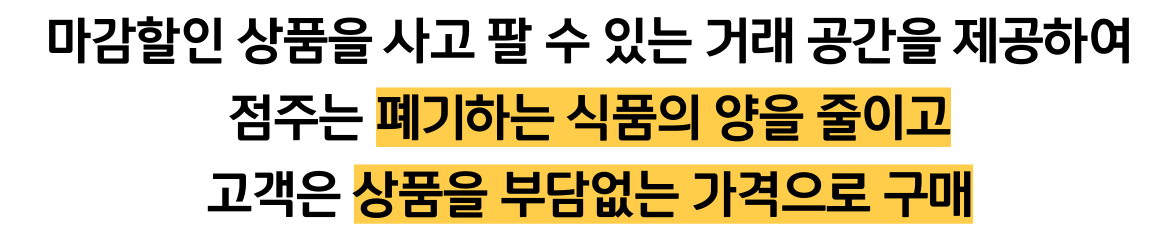 마감할인 상품을 사고 팔 수 있는 거래 공간을 제공하여
점주는 폐기하는 식품의 양을 줄이고
고객은 상품을 부담없는 가격으로 구매